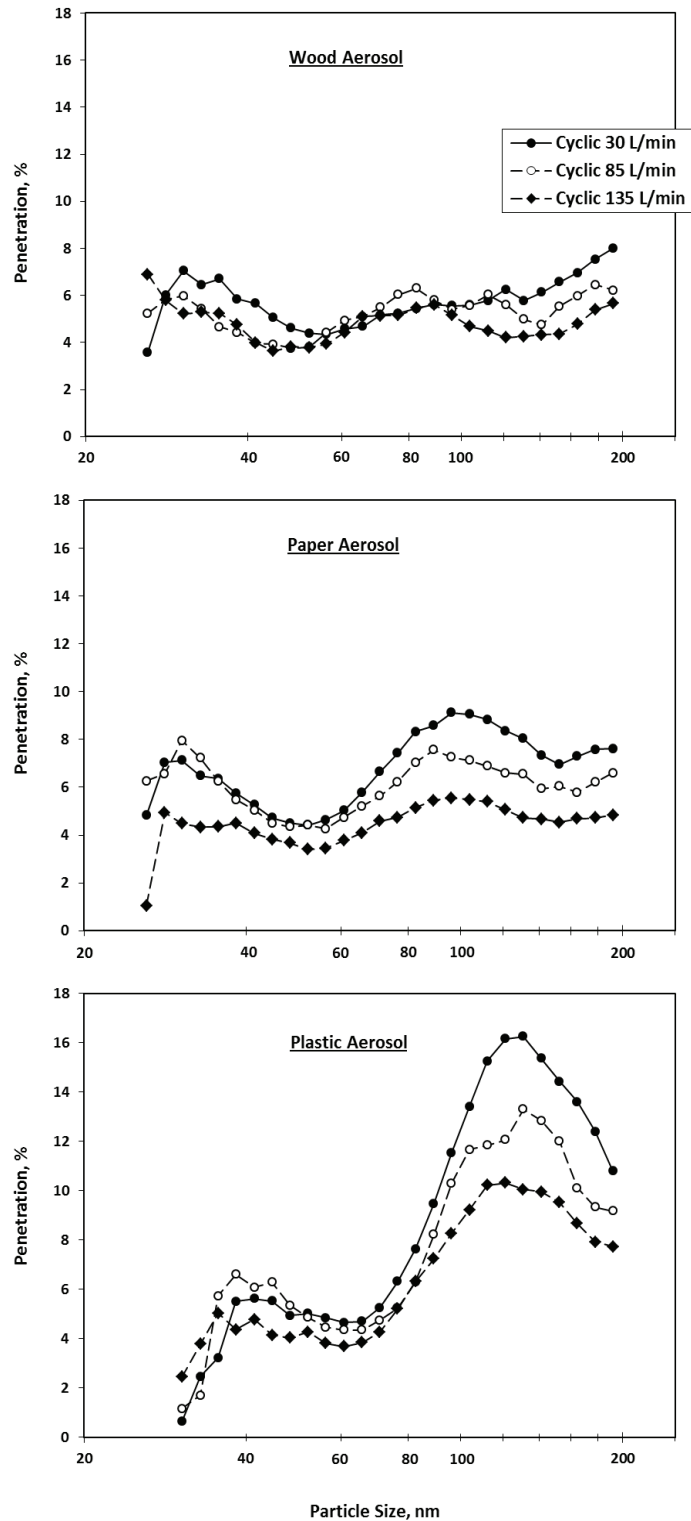 18
16
14
12
10
8
6
4
2
0
Penetration, %
Wood Aerosol
Cyclic 30 L/min
Cyclic 85 L/min
Cyclic 135 L/min
20 40 60 80 100 200
18
16
14
12
10
8
6
4
2
0
Penetration, %
Paper Aerosol
20 40 60 80 100 200
18
16
14
12
10
8
6
4
2
0
Penetration, %
Plastic Aerosol
20 40 60 80 100 200
Particle Size, nm